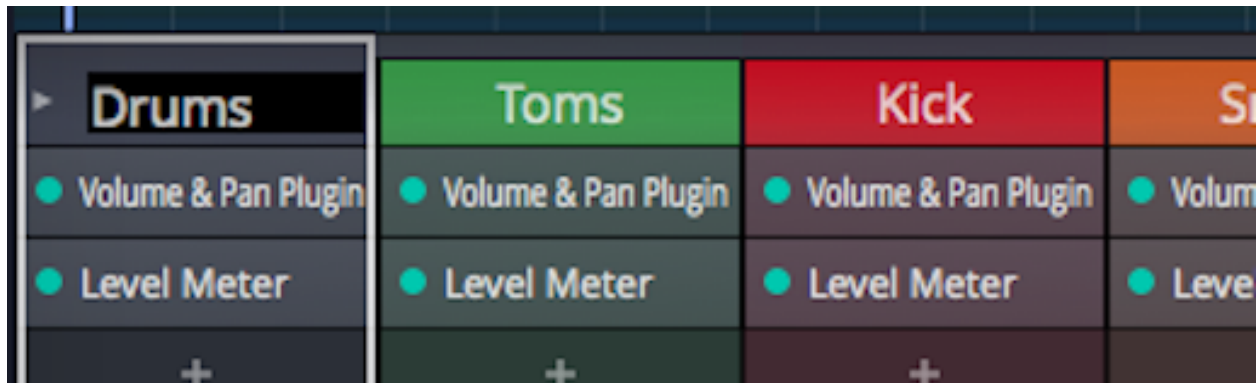 Drums
Toms
Kick
Volume & Pan Plugin
Volume & Pan Plugin
Volume & Pan Plugin
Level Meter
Level Meter
Level Meter
+
+
+